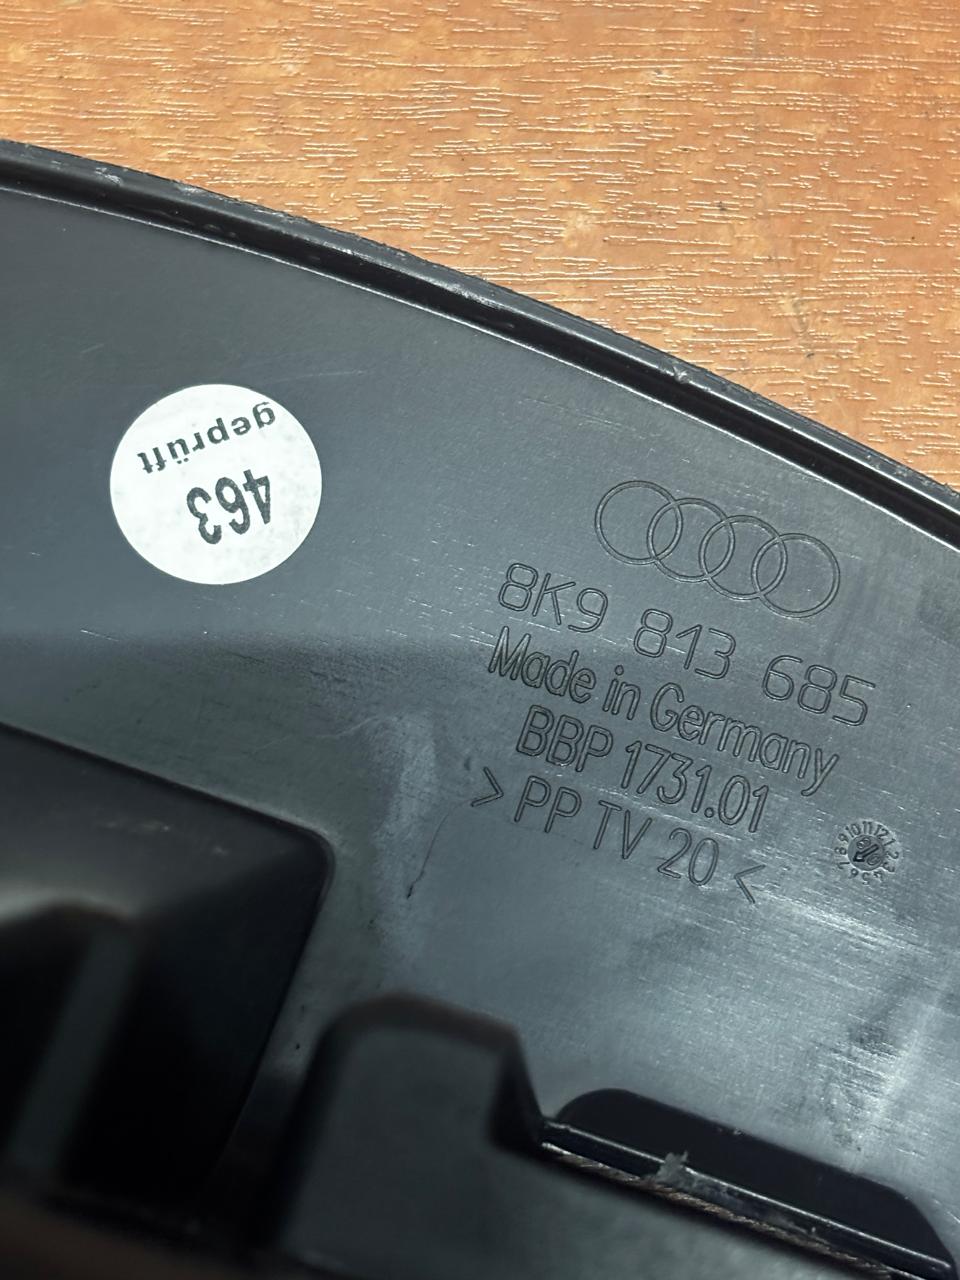 geprüft
463
8K9 813 685
Made in Germany
BBP 1731.01
>PP TV 20<